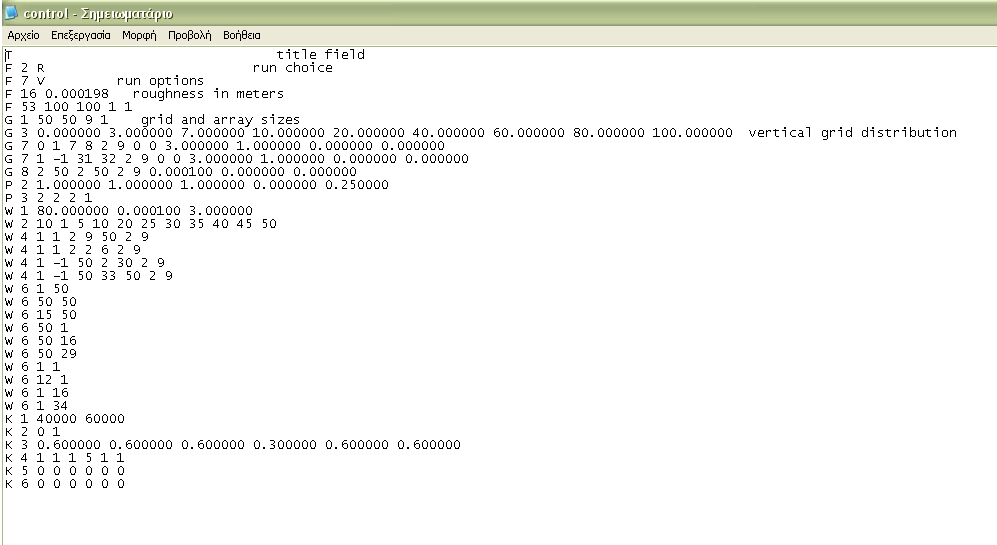 control - Σημειωματάριο
Αρχείο Επεξεργασία Μορφή Προβολή Βοήθεια
T title field
F 2 R run choice
F 7 V run options
F 16 0.000198 roughness in meters
F 53 100 100 1 1
G 1 50 50 9 1 grid and array sizes
G 3 0.000000 3.000000 7.000000 10.000000 20.000000 40.000000 60.000000 80.000000 100.000000 vertical grid distribution
G 7 0 1 7 8 2 9 0 0 3.000000 1.000000 0.000000 0.000000
G 7 1 -1 31 32 2 9 0 0 3.000000 1.000000 0.000000 0.000000
G 8 2 50 2 50 2 9 0.000100 0.000000 0.000000
P 2 1.000000 1.000000 1.000000 0.000000 0.250000
P 3 2 2 2 1
W 1 80.000000 0.000100 3.000000
W 2 10 1 5 10 20 25 30 35 40 45 50
W 4 1 1 2 9 50 2 9
W 4 1 1 2 2 6 2 9
W 4 1 -1 50 2 30 2 9
W 4 1 -1 50 33 50 2 9
W 6 1 50
W 6 50 50
W 6 15 50
W 6 50 1
W 6 50 16
W 6 50 29
W 6 1 1
W 6 12 1
W 6 1 16
W 6 1 34
K 1 40000 60000
K 2 0 1
K 3 0.600000 0.600000 0.600000 0.300000 0.600000 0.600000
K 4 1 1 1 5 1 1
K 5 0 0 0 0 0 0
K 6 0 0 0 0 0 0